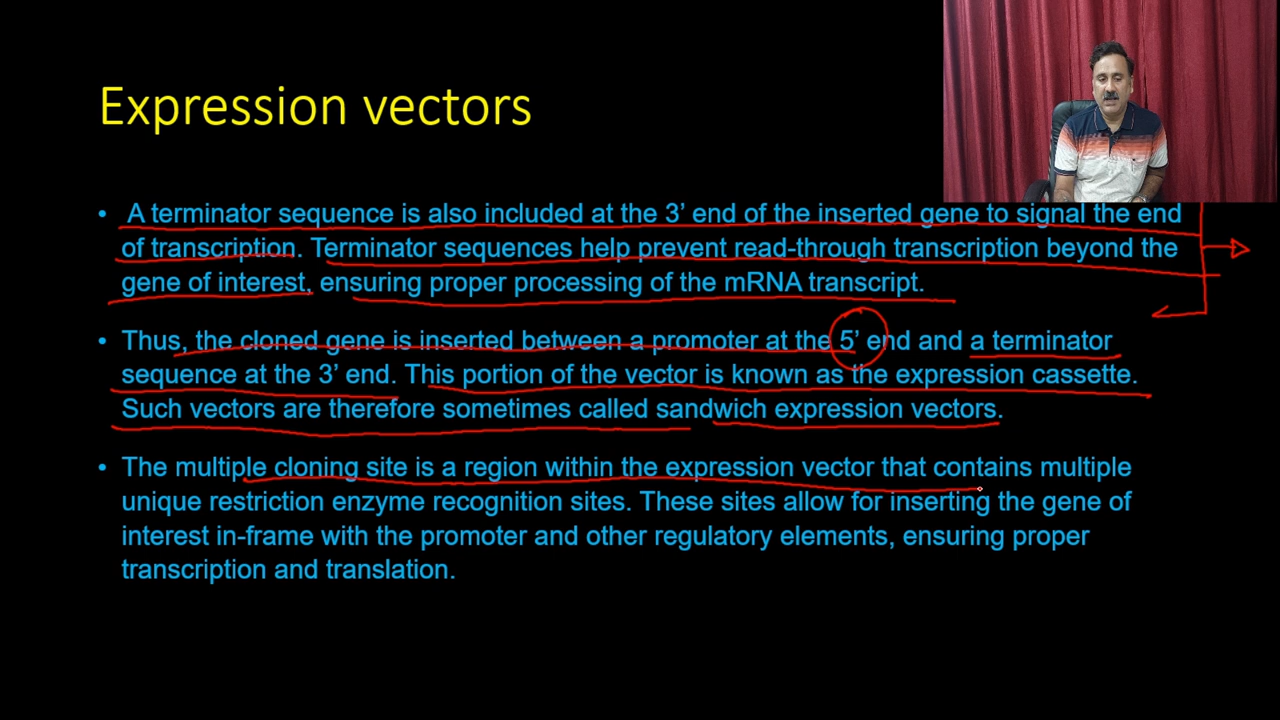 Expression vectors
• A terminator sequence is also included at the 3’ end of the inserted gene to signal the end
of transcription. Terminator sequences help prevent read-through transcription beyond the
gene of interest, ensuring proper processing of the mRNA transcript.
• Thus, the cloned gene is inserted between a promoter at the 5’ end and a terminator
sequence at the 3’ end. This portion of the vector is known as the expression cassette.
Such vectors are therefore sometimes called sandwich expression vectors.
• The multiple cloning site is a region within the expression vector that contains multiple
unique restriction enzyme recognition sites. These sites allow for inserting the gene of
interest in-frame with the promoter and other regulatory elements, ensuring proper
transcription and translation.